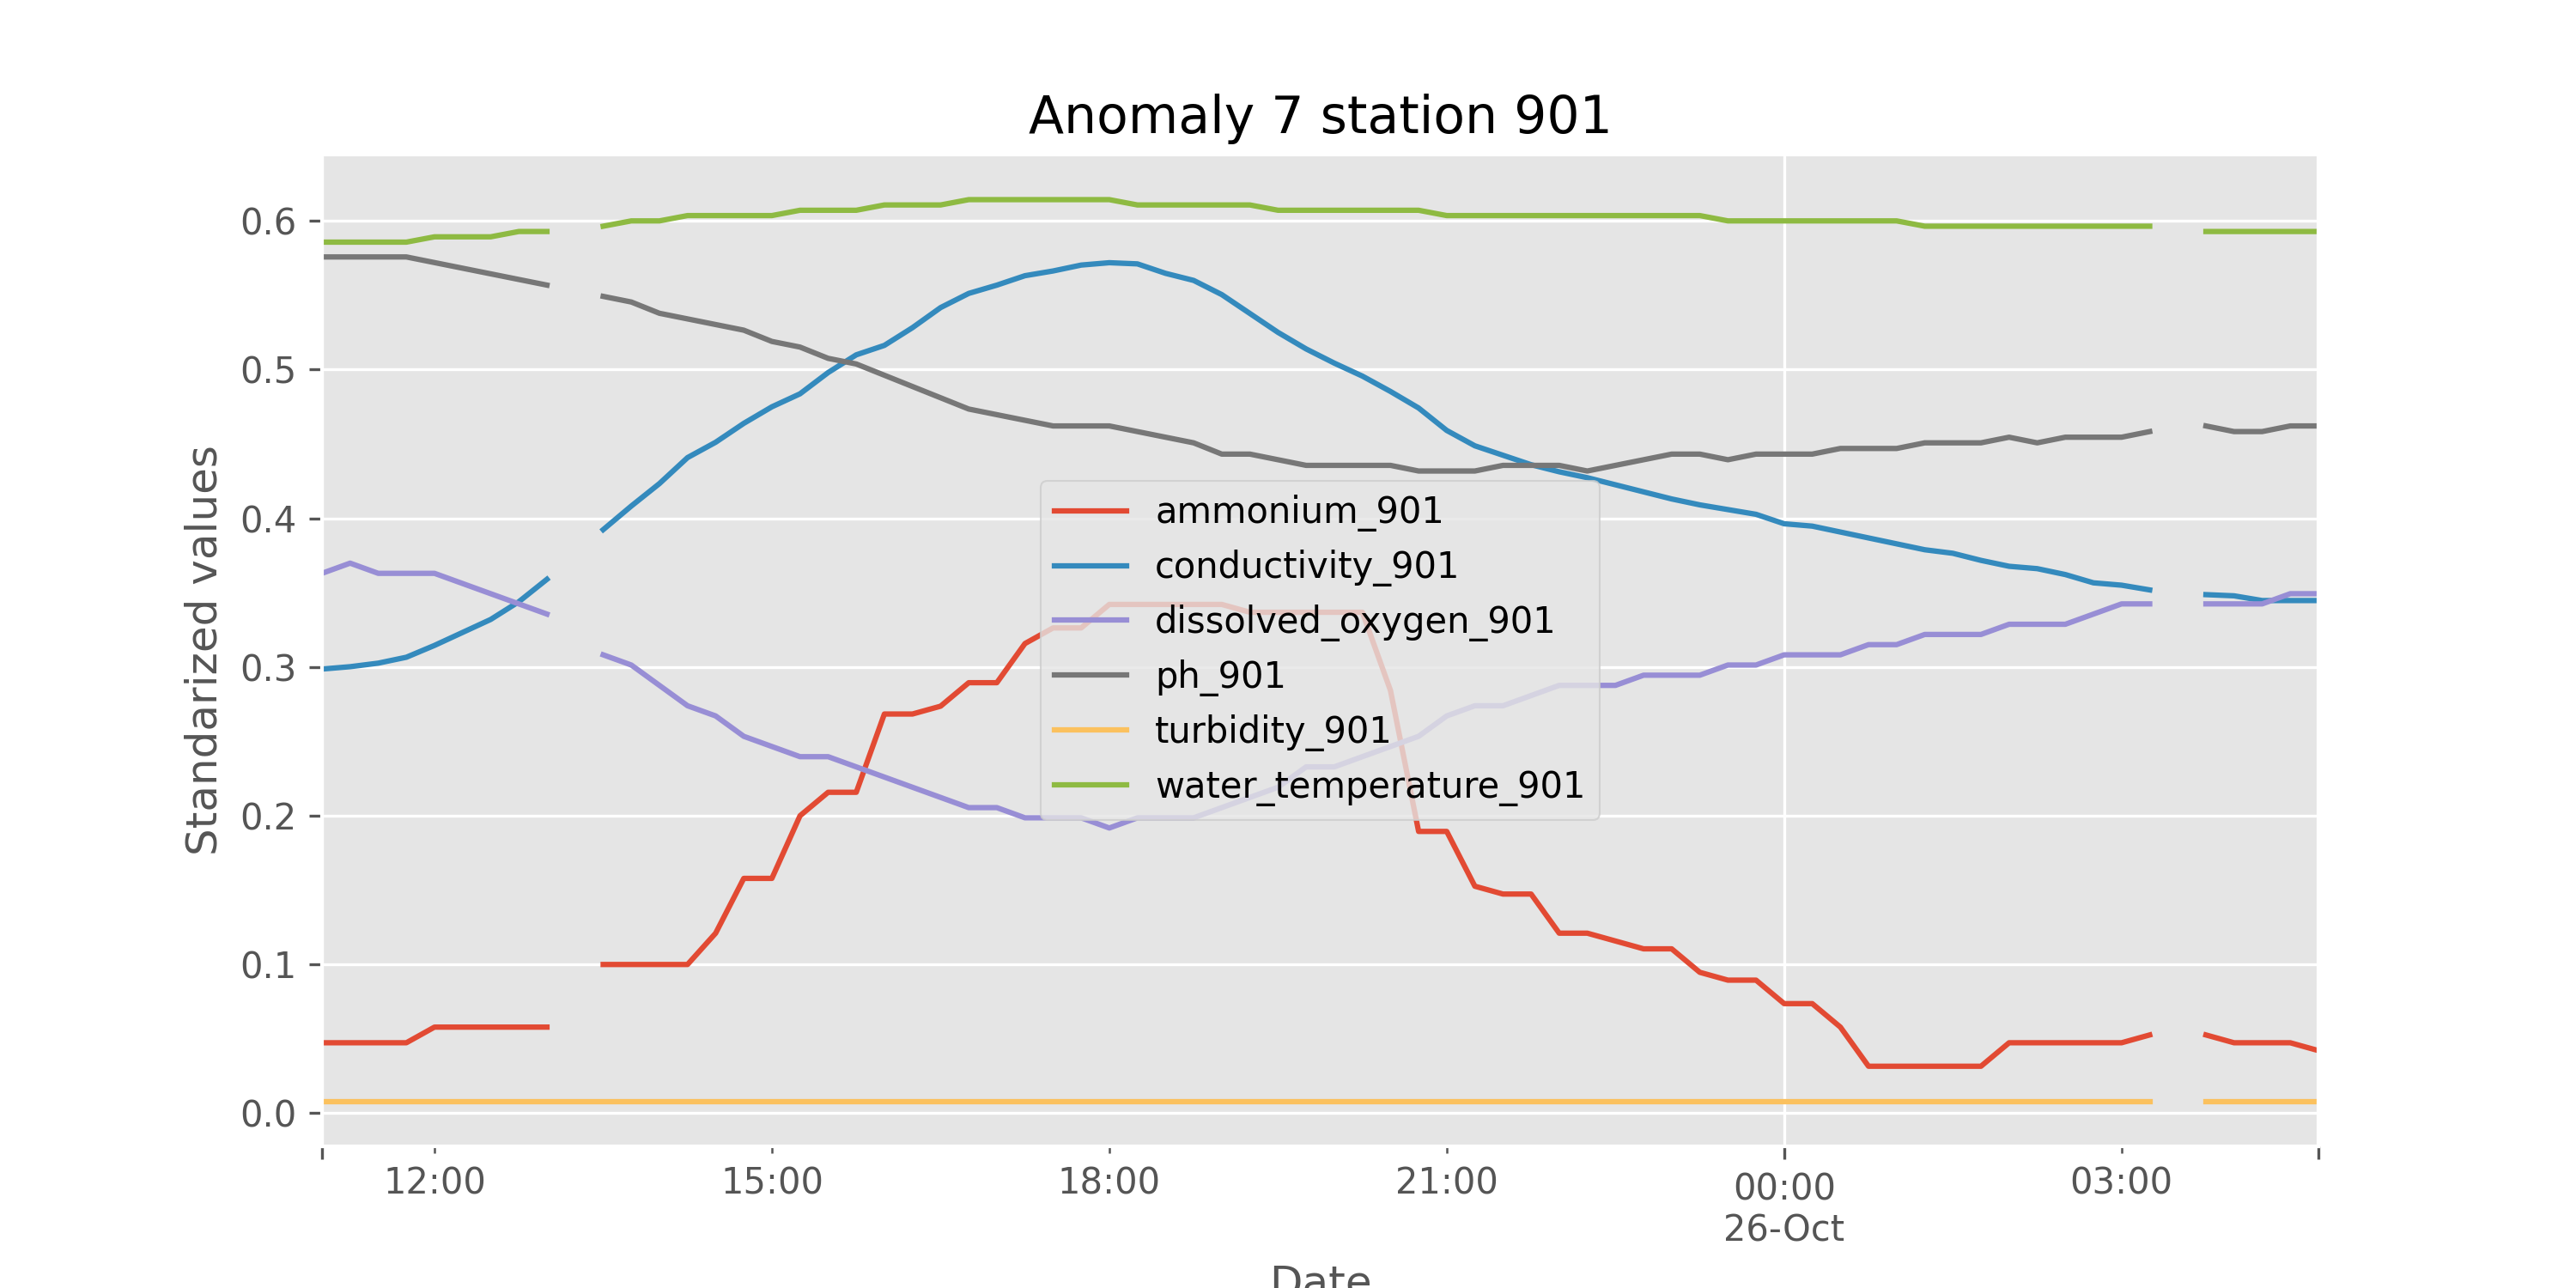 Anomaly 7 station 901
Standarized values
0.6
0.5
0.4
0.3
0.2
0.1
0.0
ammonium_901
conductivity_901
dissolved_oxygen_901
ph_901
turbidity_901
water_temperature_901
12:00
15:00
18:00
21:00
00:00
26-Oct
03:00
Date